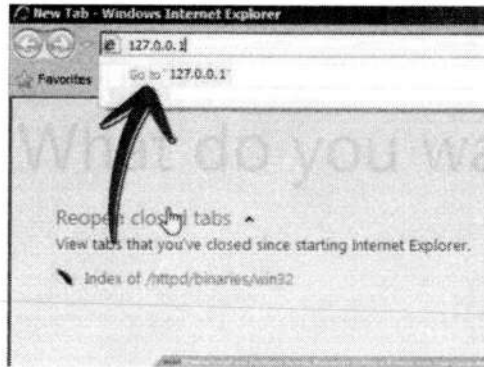 New Tab - Windows Internet Explorer
127.0.0.1
Favorites
Go to "127.0.0.1"
What do you wa
Reopen closed tabs
View tabs that you've closed since starting Internet Explorer.
Index of /httpd/binaries/win32